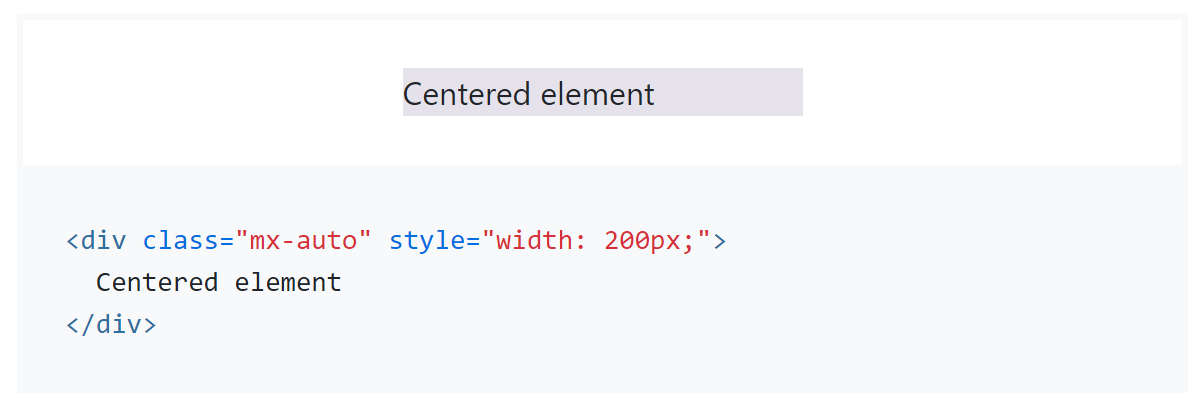 Centered element
<div class="mx-auto" style="width: 200px;">
  Centered element
</div>